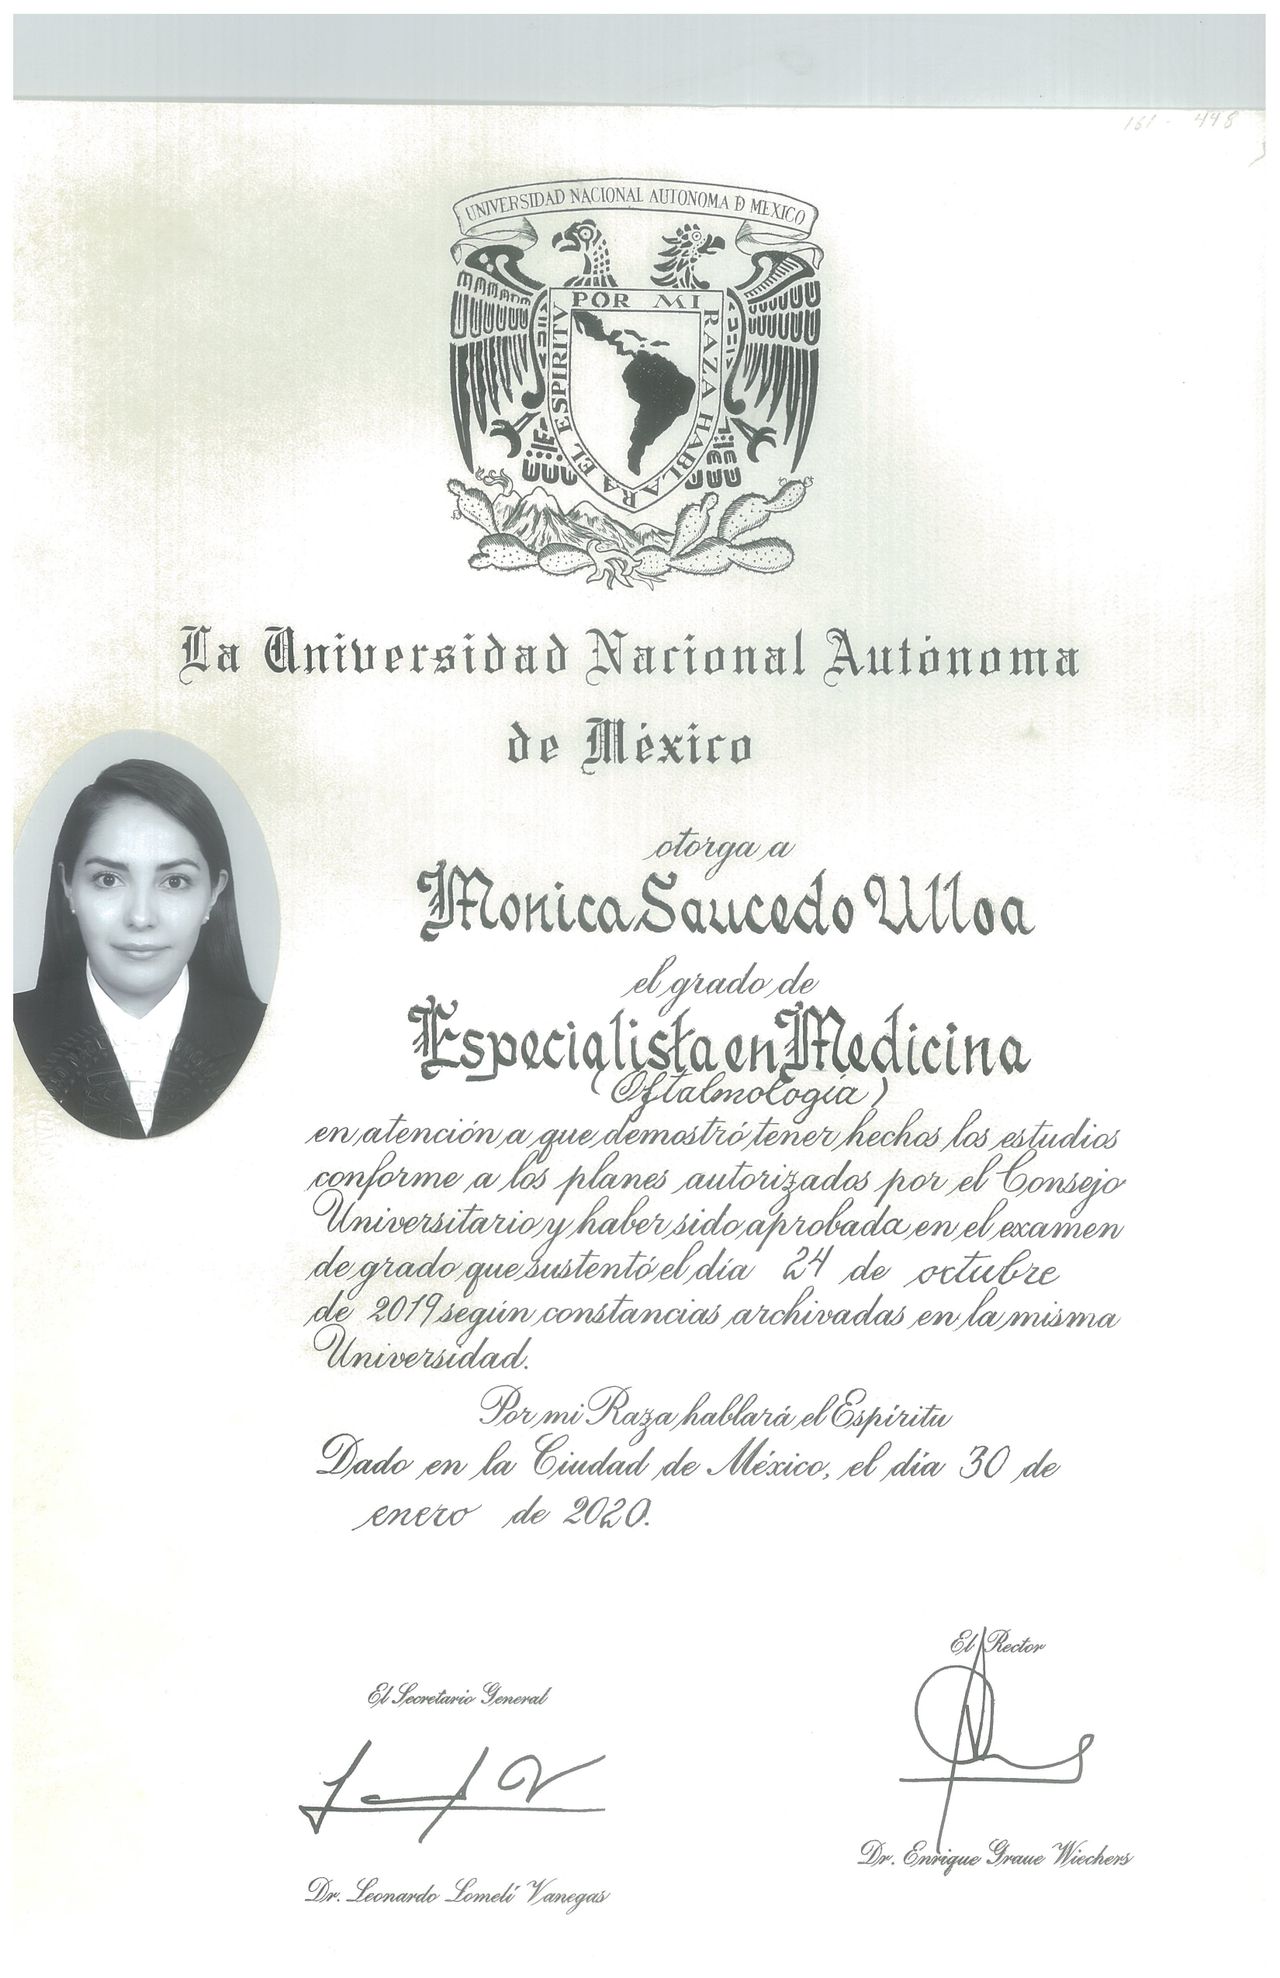 161 - 448
UNIVERSIDAD NACIONAL AUTONOMA D MEXICO
POR MI RAZA HABLARA EL ESPIRITU
La Universidad Nacional Autónoma
de México
otorga a
Monica Saucedo Ulloa
el grado de
Especialista en Medicina
(Oftalmología)
en atención a que demostró tener hechos los estudios
conforme a los planes autorizados por el Consejo
Universitario y haber sido aprobada en el examen
de grado que sustentó el día 24 de octubre
de 2019 según constancias archivadas en la misma
Universidad.
Por mi Raza hablará el Espíritu
Dado en la Ciudad de México, el día 30 de
enero de 2020.
El Rector
El Secretario General
Dr. Enrique Graue Wiechers
Dr. Leonardo Lomelí Vanegas